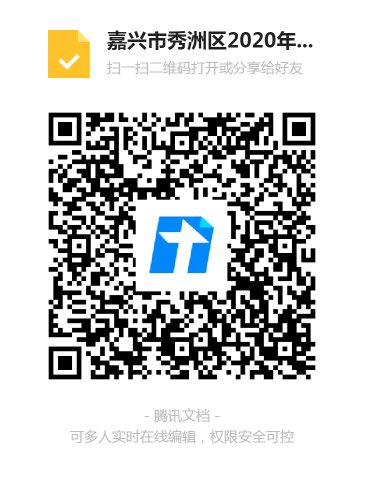 嘉兴市秀洲区2020年...
扫一扫二维码打开或分享给好友
- 腾讯文档 -
可多人实时在线编辑，权限安全可控